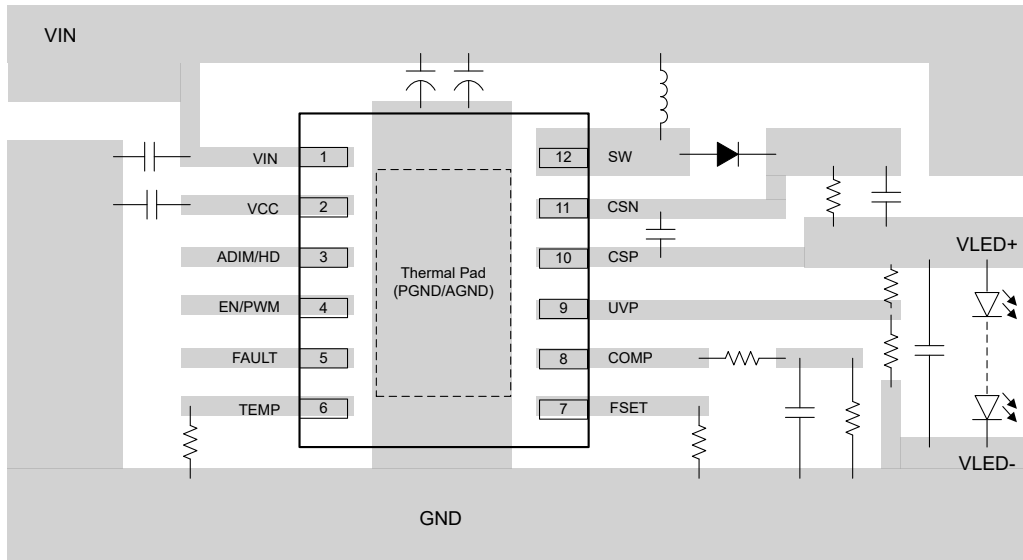 VIN
VIN 1
VCC 2
ADIM/HD 3
EN/PWM 4
FAULT 5
TEMP 6
Thermal Pad
(PGND/AGND)
12 SW
11 CSN
10 CSP
9 UVP
8 COMP
7 FSET
VLED+
VLED-
GND